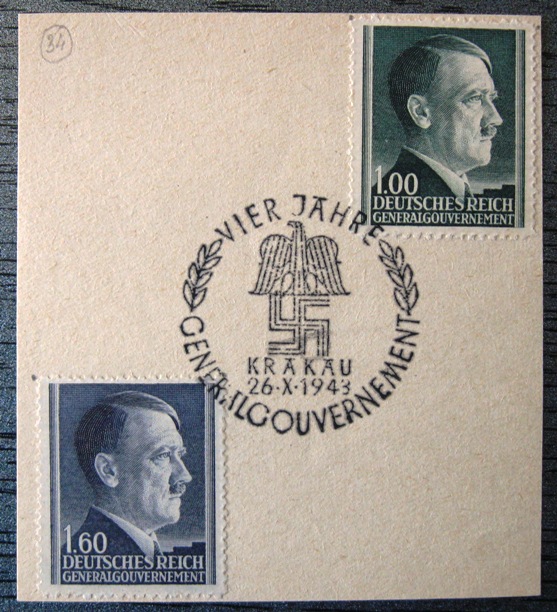 34
1.00
DEUTSCHES REICH
GENERALGOUVERNEMENT
VIER JAHRE
KRAKAU
26·X·1943
GENERALGOUVERNEMENT
1.60
DEUTSCHES REICH
GENERALGOUVERNEMENT